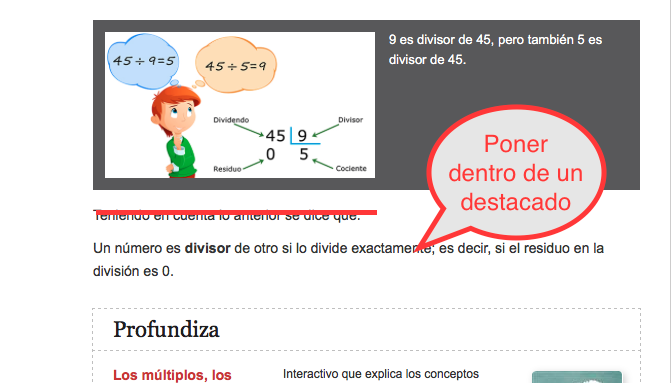 45÷9=5
45÷5=9
Dividendo
Divisor
45 9
0 5
Residuo
Cociente
9 es divisor de 45, pero también 5 es
divisor de 45.
Poner
dentro de un
destacado
Teniendo en cuenta lo anterior se dice que:
Un número es divisor de otro si lo divide exactamente; es decir, si el residuo en la
división es 0.
Profundiza
Los múltiplos, los
Interactivo que explica los conceptos